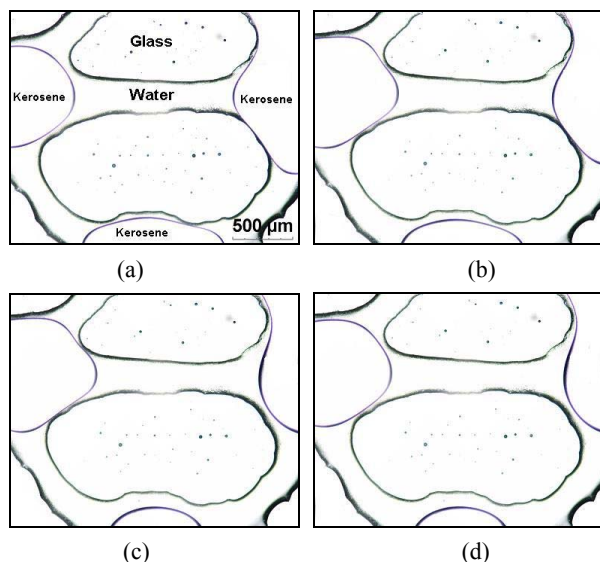 Glass
Kerosene
Water
Kerosene
Kerosene
500 µm
(a)
(b)
(c)
(d)